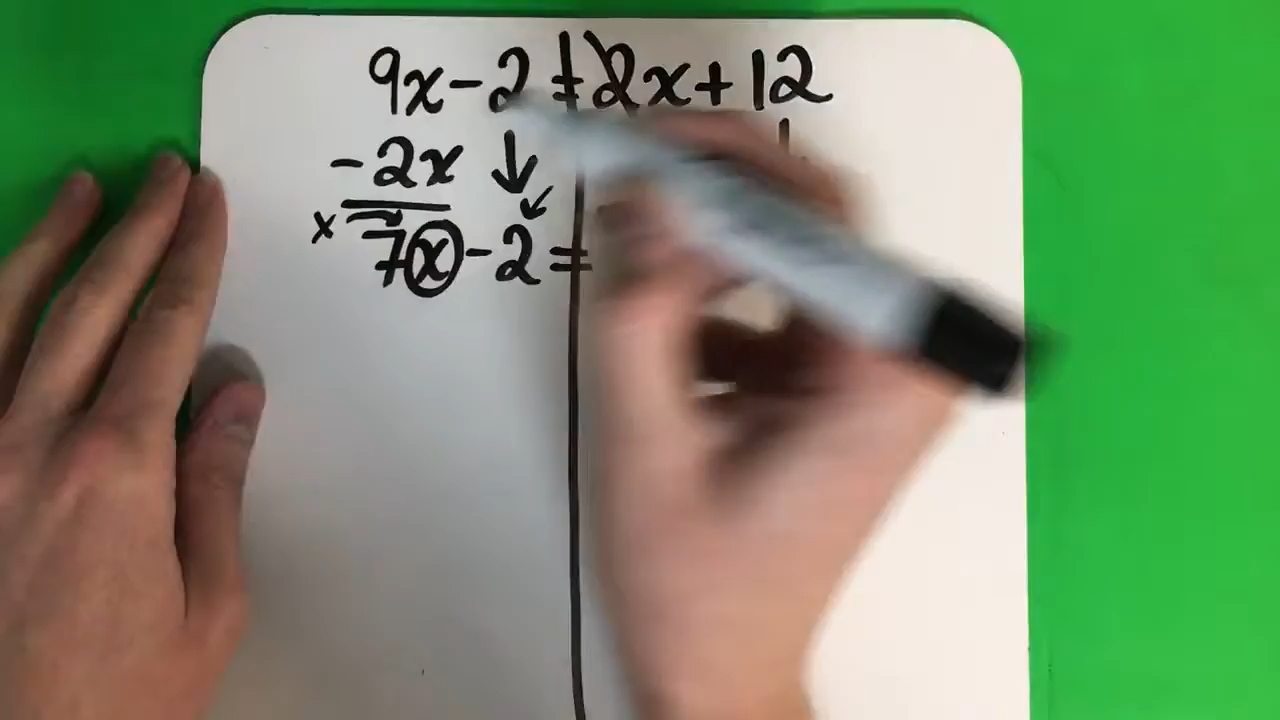 9x-2=2x+12
-2x ↓
x 7x-2=